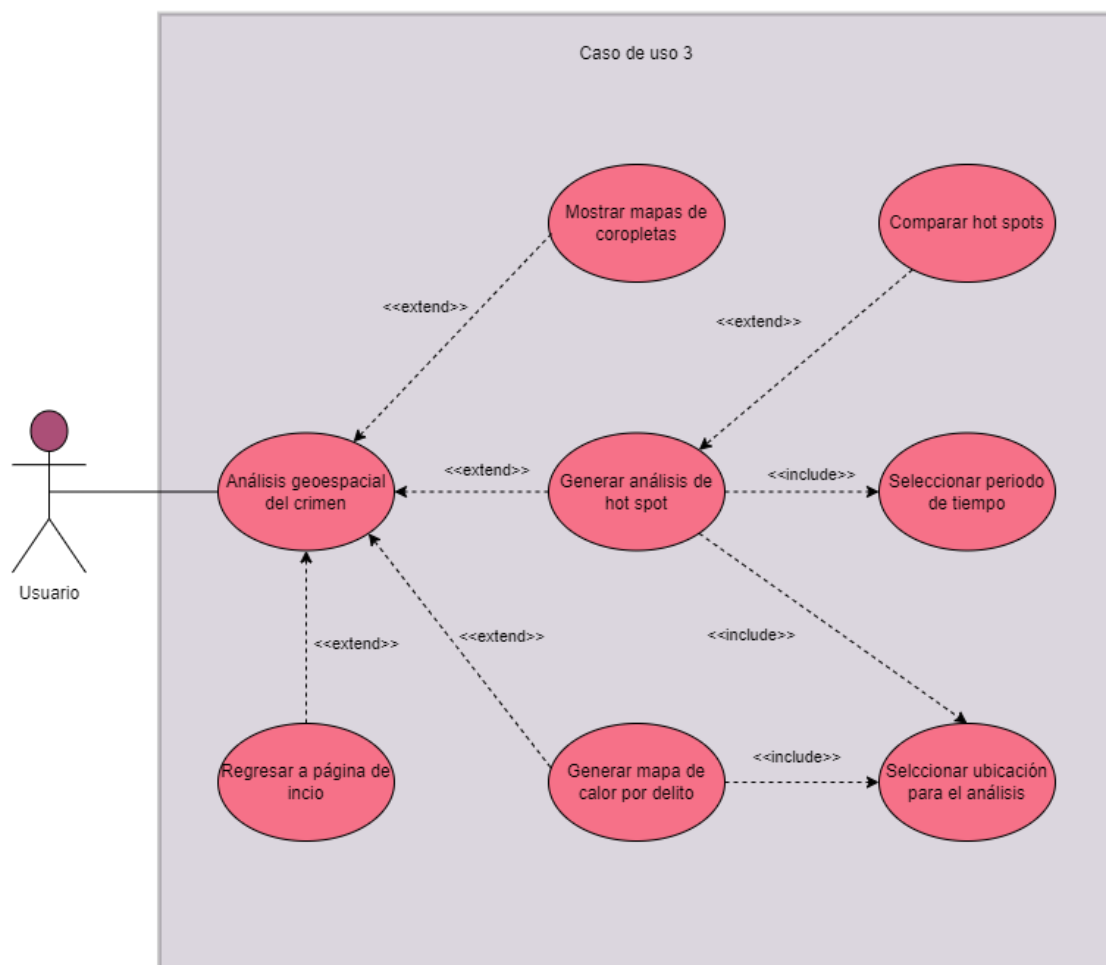 Caso de uso 3
Mostrar mapas de
coropletas
Comparar hot spots
<<extend>>
<<extend>>
Usuario
Análisis geoespacial
del crimen
<<extend>>
Generar análisis de
hot spot
<<include>>
Seleccionar periodo
de tiempo
<<extend>>
<<extend>>
<<include>>
Regresar a página de
incio
Generar mapa de
calor por delito
<<include>>
Selccionar ubicación
para el análisis